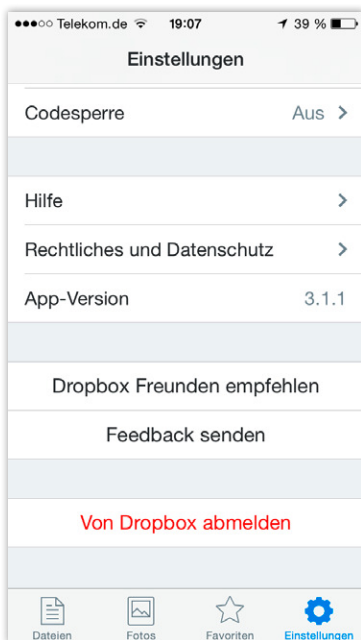 Telekom.de 19:07 39 %
Einstellungen
Codesperre Aus
Hilfe
Rechtliches und Datenschutz
App-Version 3.1.1
Dropbox Freunden empfehlen
Feedback senden
Von Dropbox abmelden
Dateien Fotos Favoriten Einstellungen